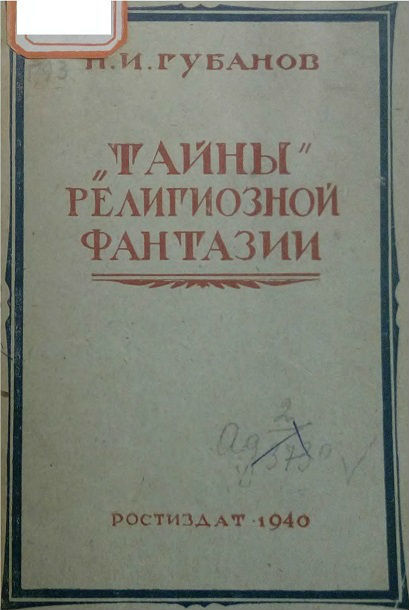 Н.И. ГУБАНОВ
„ТАЙНЫ"
РЕЛИГИОЗНОЙ
ФАНТАЗИИ
РОСТИЗДАТ · 1940